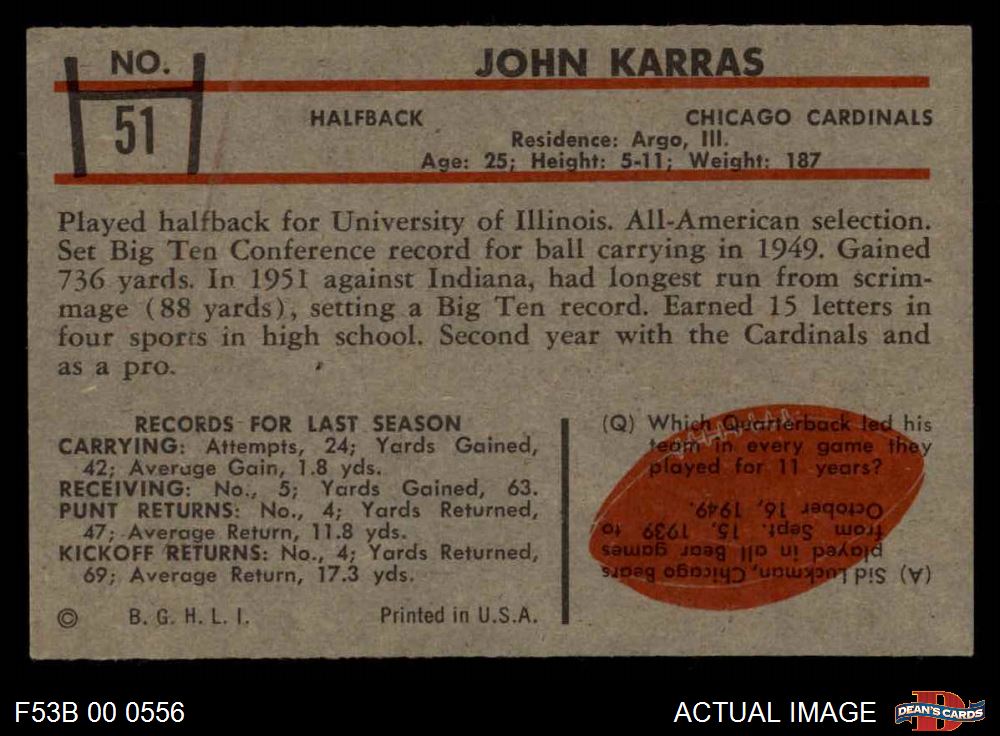 NO.
51
JOHN KARRAS
HALFBACK
CHICAGO CARDINALS
Residence: Argo, Ill.
Age: 25; Height: 5-11; Weight: 187
Played halfback for University of Illinois. All-American selection.
Set Big Ten Conference record for ball carrying in 1949. Gained
736 yards. In 1951 against Indiana, had longest run from scrim-
mage (88 yards), setting a Big Ten record. Earned 15 letters in
four sports in high school. Second year with the Cardinals and
as a pro.
RECORDS FOR LAST SEASON
CARRYING: Attempts, 24; Yards Gained,
42; Average Gain, 1.8 yds.
RECEIVING: No., 5; Yards Gained, 63.
PUNT RETURNS: No., 4; Yards Returned,
47; Average Return, 11.8 yds.
KICKOFF RETURNS: No., 4; Yards Returned,
69; Average Return, 17.3 yds.
© B. G. H. L. I. Printed in U.S.A.
(Q) Which Quarterback led his
team in every game they
played for 11 years?
(A) Sid Luckman, Chicago Bears
played in all Bear games
from Sept. 15, 1939 to
October 16, 1949.
F53B 00 0556
ACTUAL IMAGE
DEAN'S CARDS